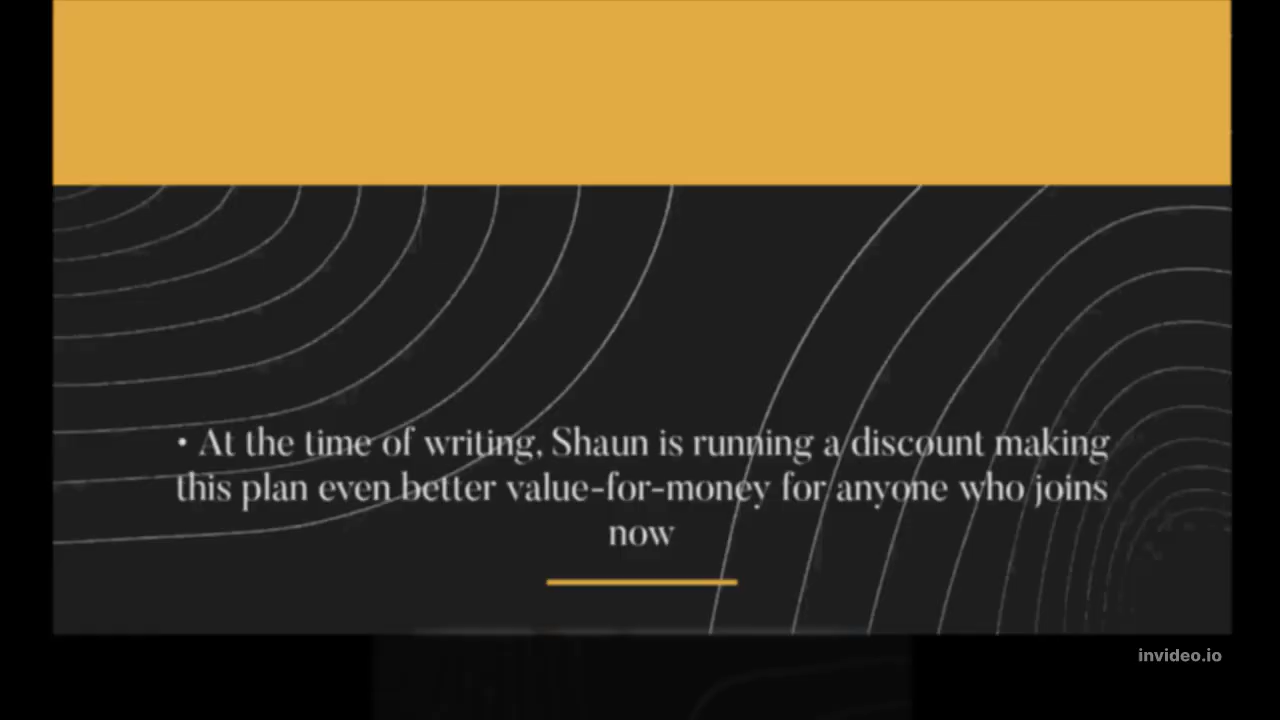 • At the time of writing, Shaun is running a discount making
this plan even better value-for-money for anyone who joins
now
invideo.io